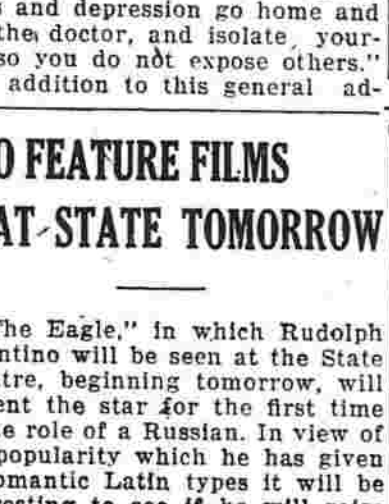 and depression go home and
the doctor, and isolate your-
so you do not expose others."
addition to this general ad-
O FEATURE FILMS
AT STATE TOMORROW
he Eagle," in which Rudolph
ntino will be seen at the State
tre, beginning tomorrow, will
ent the star for the first time
e role of a Russian. In view of
popularity which he has given
omantic Latin types it will be